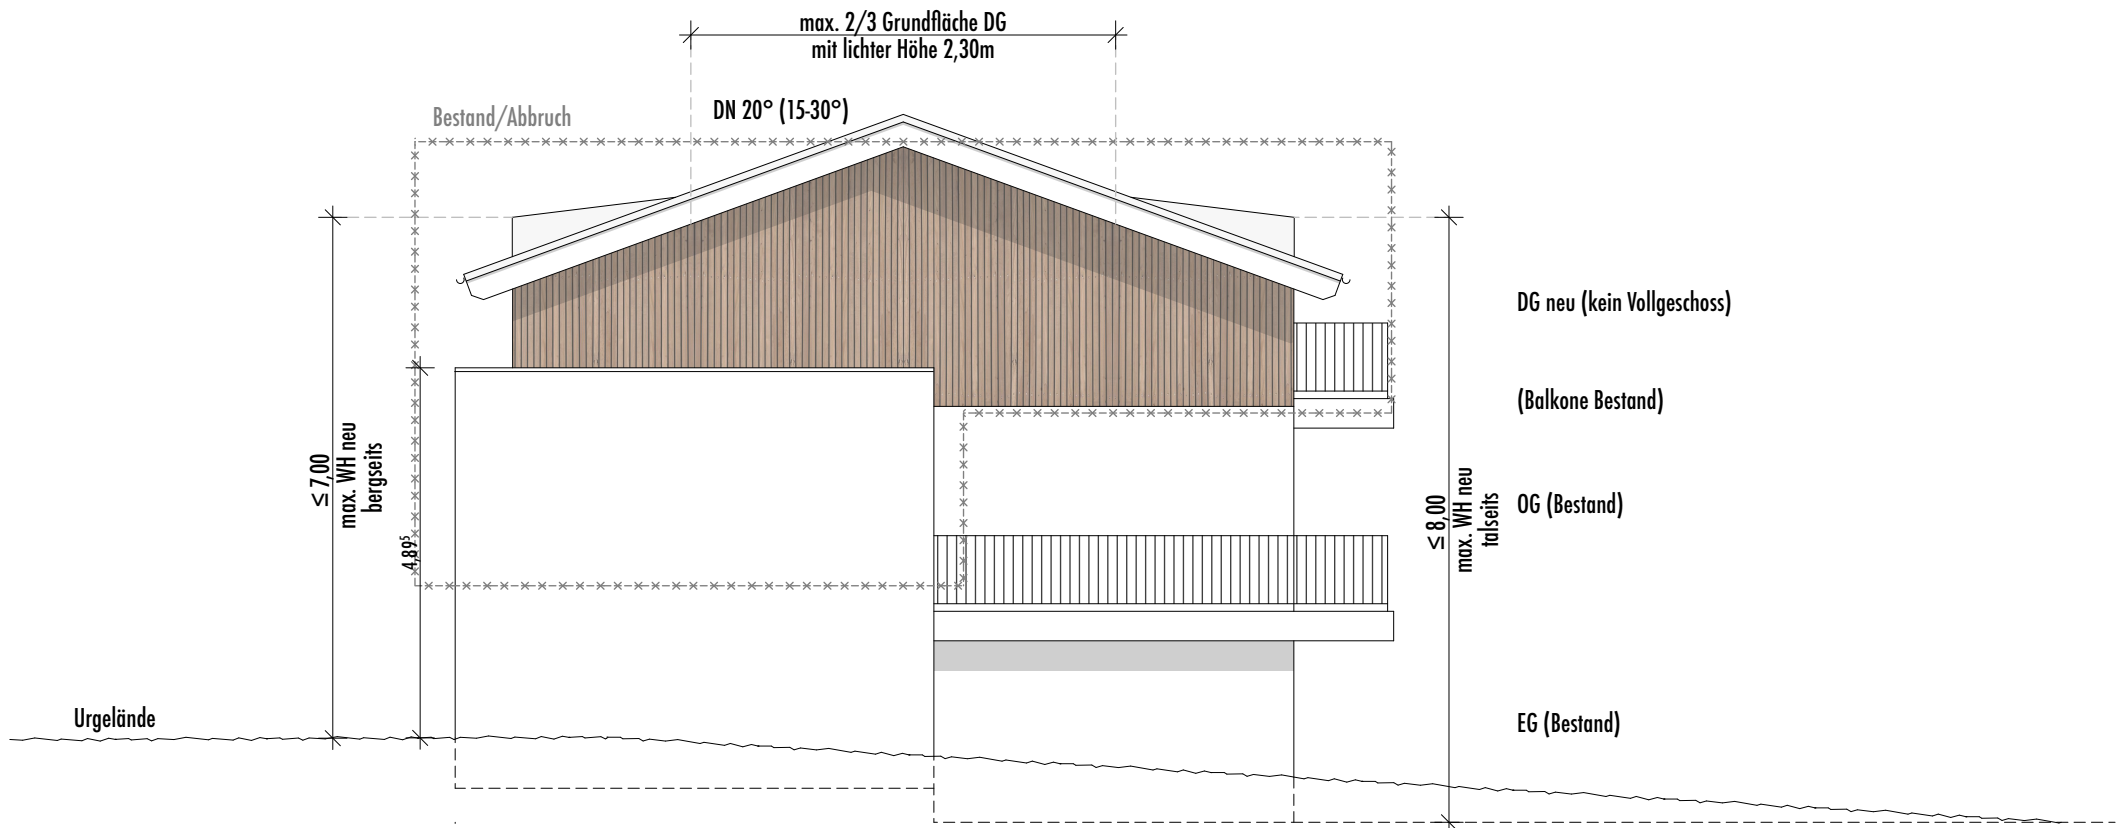 max. 2/3 Grundfläche DG
mit lichter Höhe 2,30m
DN 20° (15-30°)
Bestand/Abbruch
DG neu (kein Vollgeschoss)
(Balkone Bestand)
≤ 7,00
max. WH neu
bergseits
4,89⁵
≤ 8,00
max. WH neu
talseits
OG (Bestand)
Urgelände
EG (Bestand)